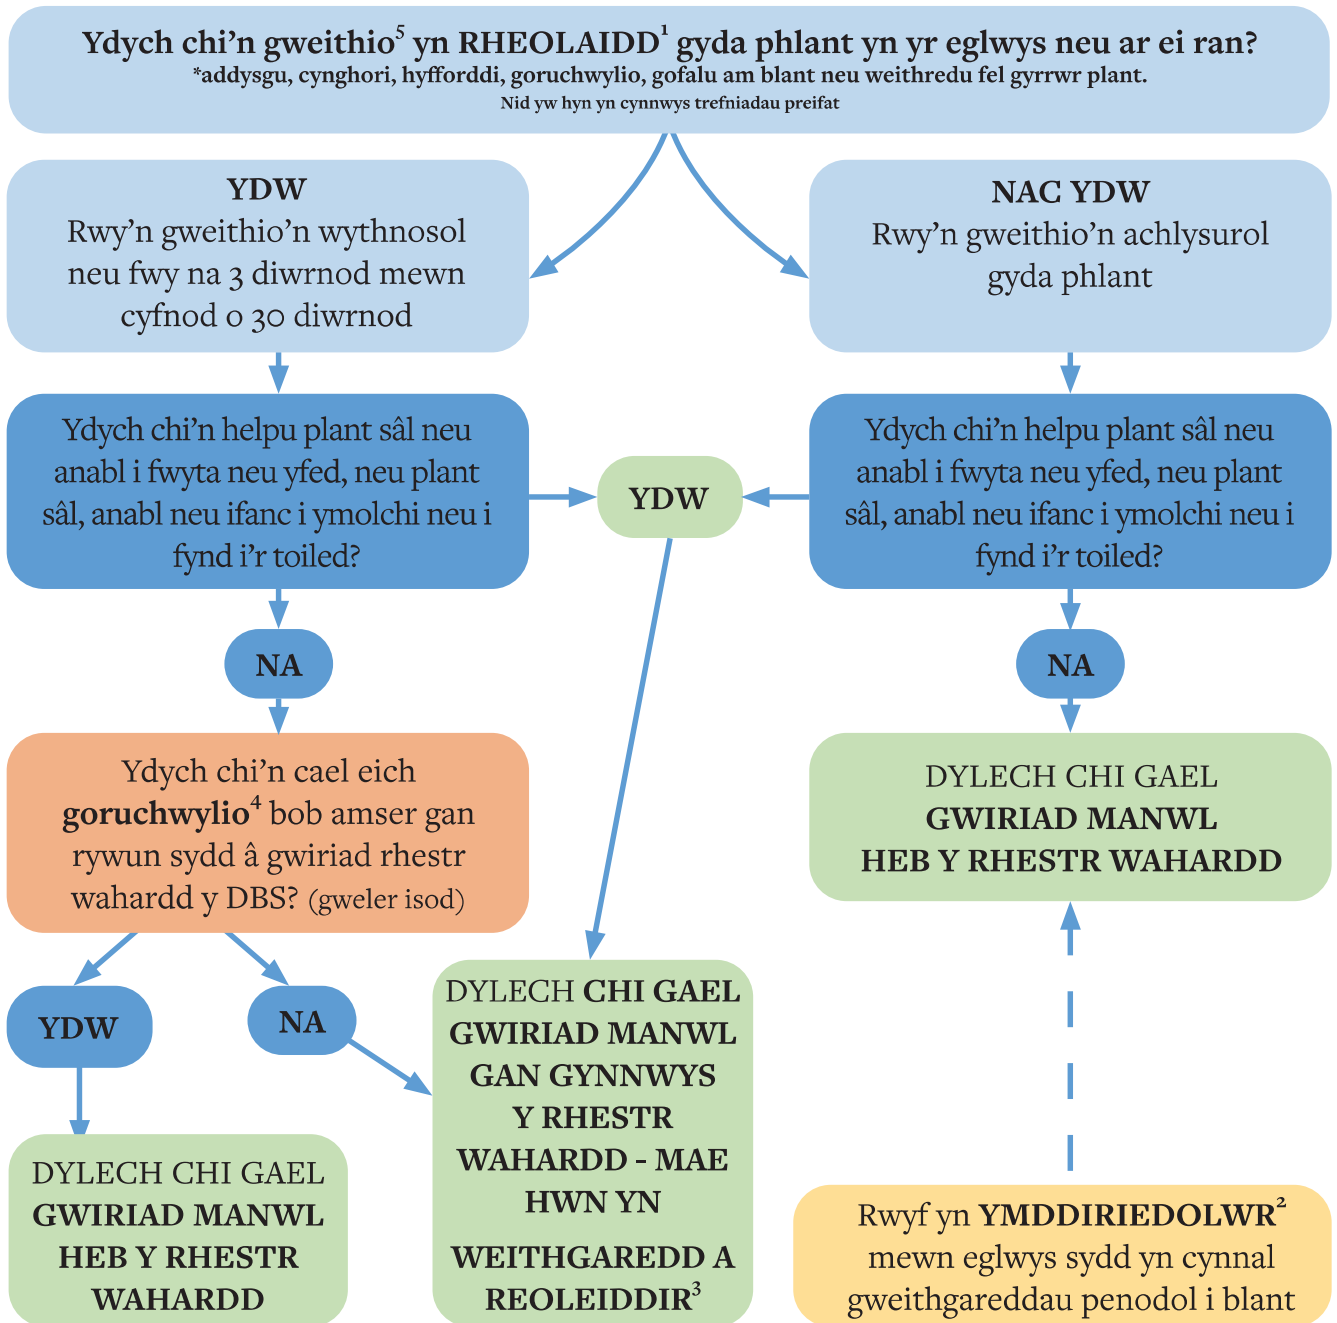 Ydych chi'n gweithio⁵ yn RHEOLAIDD¹ gyda phlant yn yr eglwys neu ar ei ran?
*addysgu, cynghori, hyfforddi, goruchwylio, gofalu am blant neu weithredu fel gyrrwr plant.
Nid yw hyn yn cynnwys trefniadau preifat
YDW
Rwy'n gweithio'n wythnosol
neu fwy na 3 diwrnod mewn
cyfnod o 30 diwrnod
NAC YDW
Rwy'n gweithio'n achlysurol
gyda phlant
Ydych chi'n helpu plant sâl neu
anabl i fwyta neu yfed, neu plant
sâl, anabl neu ifanc i ymolchi neu i
fynd i'r toiled?
YDW
Ydych chi'n helpu plant sâl neu
anabl i fwyta neu yfed, neu plant
sâl, anabl neu ifanc i ymolchi neu i
fynd i'r toiled?
NA
NA
Ydych chi'n cael eich
goruchwylio⁴ bob amser gan
rywun sydd â gwiriad rhestr
wahardd y DBS? (gweler isod)
DYLECH CHI GAEL
GWIRIAD MANWL
HEB Y RHESTR WAHARDD
YDW
NA
DYLECH CHI GAEL
GWIRIAD MANWL
GAN GYNNWYS
Y RHESTR
WAHARDD - MAE
HWN YN
WEITHGAREDD A
REOLEIDDIR³
DYLECH CHI GAEL
GWIRIAD MANWL
HEB Y RHESTR
WAHARDD
Rwyf yn YMDDIRIEDOLWR²
mewn eglwys sydd yn cynnal
gweithgareddau penodol i blant